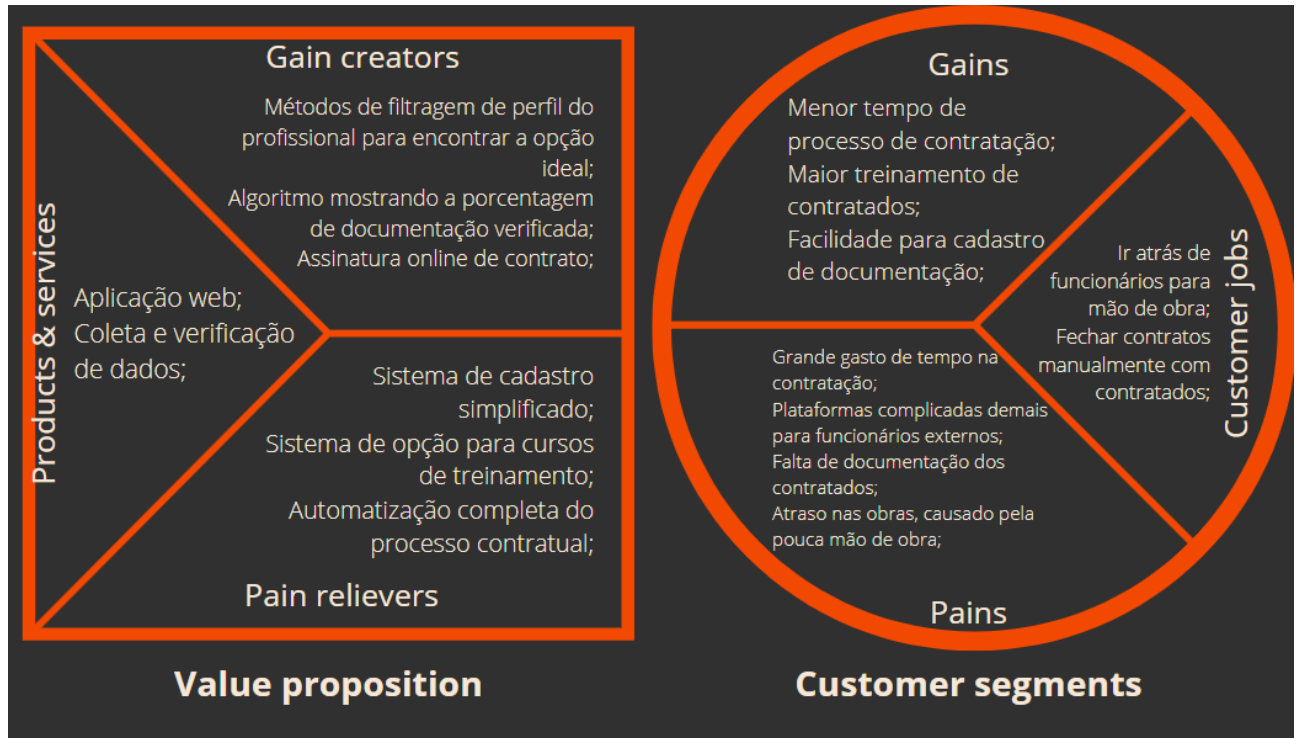 Gain creators
Métodos de filtragem de perfil do
profissional para encontrar a opção
ideal;
Algoritmo mostrando a porcentagem
de documentação verificada;
Assinatura online de contrato;
Products & services
Aplicação web;
Coleta e verificação
de dados;
Sistema de cadastro
simplificado;
Sistema de opção para cursos
de treinamento;
Automatização completa do
processo contratual;
Pain relievers
Value proposition
Gains
Menor tempo de
processo de contratação;
Maior treinamento de
contratados;
Facilidade para cadastro
de documentação;
Ir atrás de
funcionários para
mão de obra;
Fechar contratos
manualmente com
contratados;
Customer jobs
Grande gasto de tempo na
contratação;
Plataformas complicadas demais
para funcionários externos;
Falta de documentação dos
contratados;
Atraso nas obras, causado pela
pouca mão de obra;
Pains
Customer segments